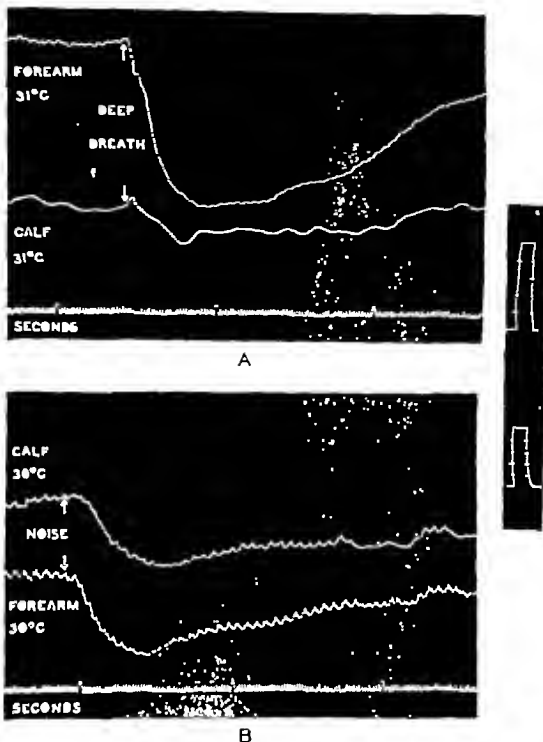 FOREARM
31°C
DEEP
BREATH
CALF
31°C
SECONDS
A
CALF
30°C
NOISE
FOREARM
30°C
SECONDS
B